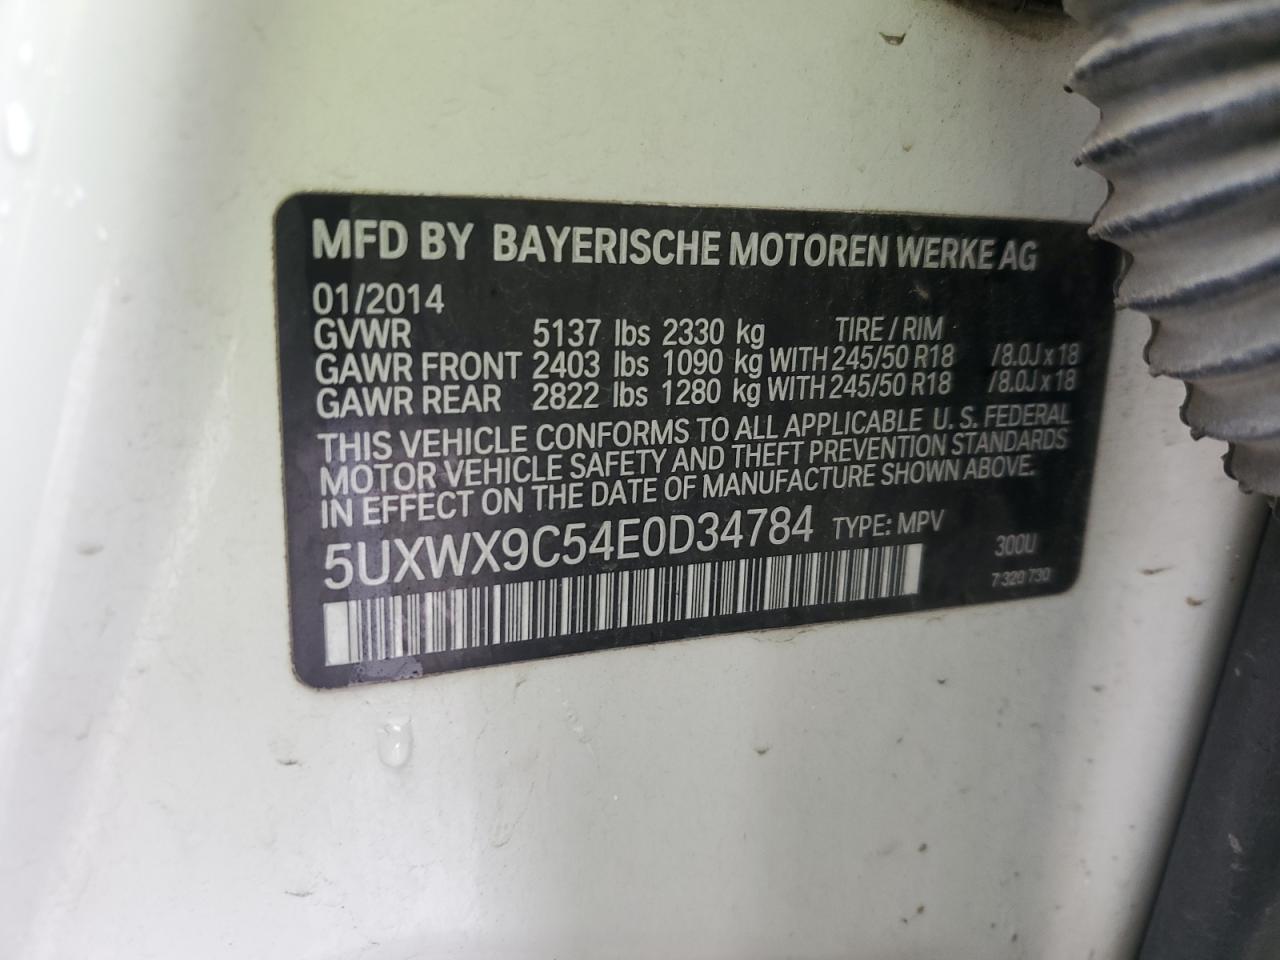 MFD BY BAYERISCHE MOTOREN WERKE AG
01/2014
GVWR 5137 lbs 2330 kg TIRE / RIM
GAWR FRONT 2403 lbs 1090 kg WITH 245/50 R18 /8.0J x 18
GAWR REAR 2822 lbs 1280 kg WITH 245/50 R18 /8.0J x 18
THIS VEHICLE CONFORMS TO ALL APPLICABLE U. S. FEDERAL
MOTOR VEHICLE SAFETY AND THEFT PREVENTION STANDARDS
IN EFFECT ON THE DATE OF MANUFACTURE SHOWN ABOVE.
5UXWX9C54E0D34784 TYPE: MPV
300U
7 320 730